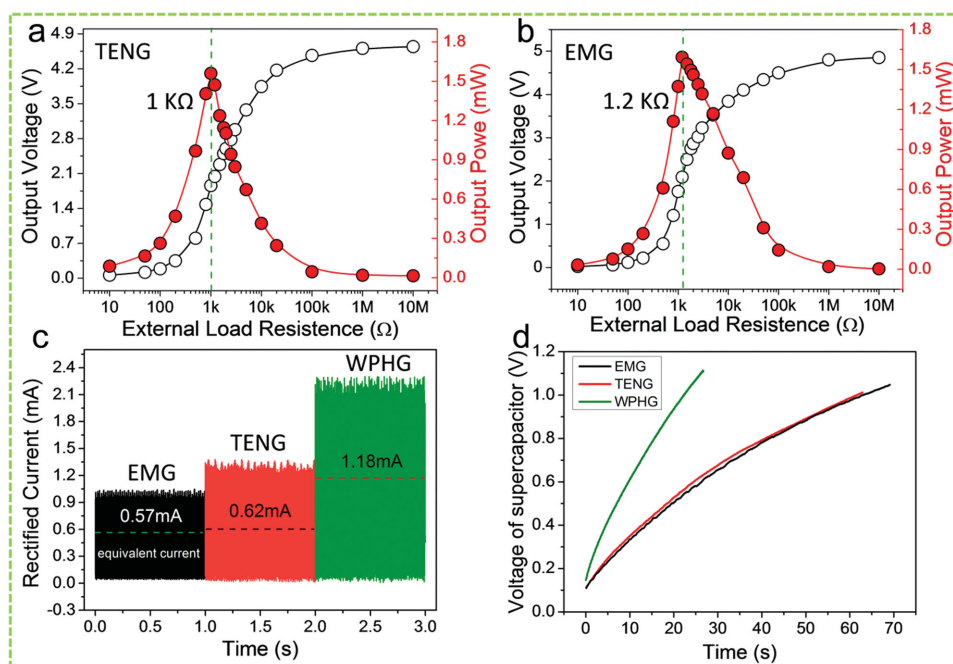 a
TENG
1 KΩ
4.9
4.2
3.5
2.8
2.1
1.4
0.7
0.0
Output Voltage (V)
1.8
1.5
1.2
0.9
0.6
0.3
0.0
Output Power (mW)
10 100 1k 10k 100k 1M 10M
External Load Resistence (Ω)
b
EMG
1.2 KΩ
5
4
3
2
1
0
Output Voltage (V)
1.8
1.5
1.2
0.9
0.6
0.3
0.0
Output Power (mW)
10 100 1k 10k 100k 1M 10M
External Load Resistence (Ω)
c
WPHG
TENG
EMG
1.18mA
0.62mA
0.57mA
equivalent current
2.4
2.1
1.8
1.5
1.2
0.9
0.6
0.3
0.0
-0.3
Rectified Current (mA)
0.0 0.5 1.0 1.5 2.0 2.5 3.0
Time (s)
d
EMG
TENG
WPHG
1.2
1.0
0.8
0.6
0.4
0.2
0.0
Voltage of supercapacitor (V)
0 10 20 30 40 50 60 70
Time (s)